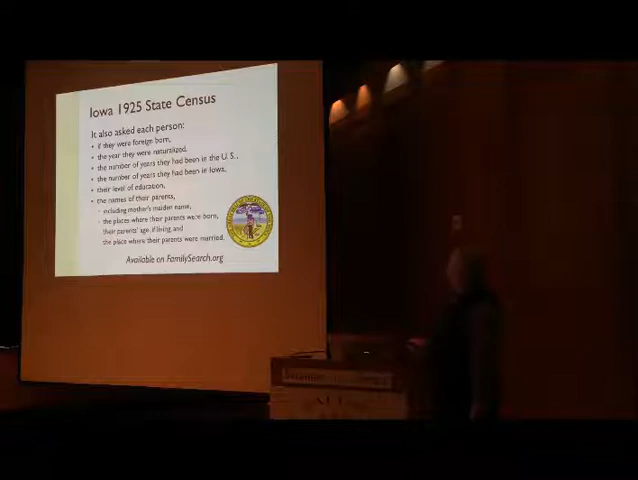 Iowa 1925 State Census
It also asked each person:
• if they were foreign born,
• the year they were naturalized,
• the number of years they had been in the U. S.,
• the number of years they had been in Iowa,
• their level of education,
• the names of their parents,
- including mother's maiden name,
- the places where their parents were born,
their parents' age, if living, and
the place where their parents were married.
Available on FamilySearch.org